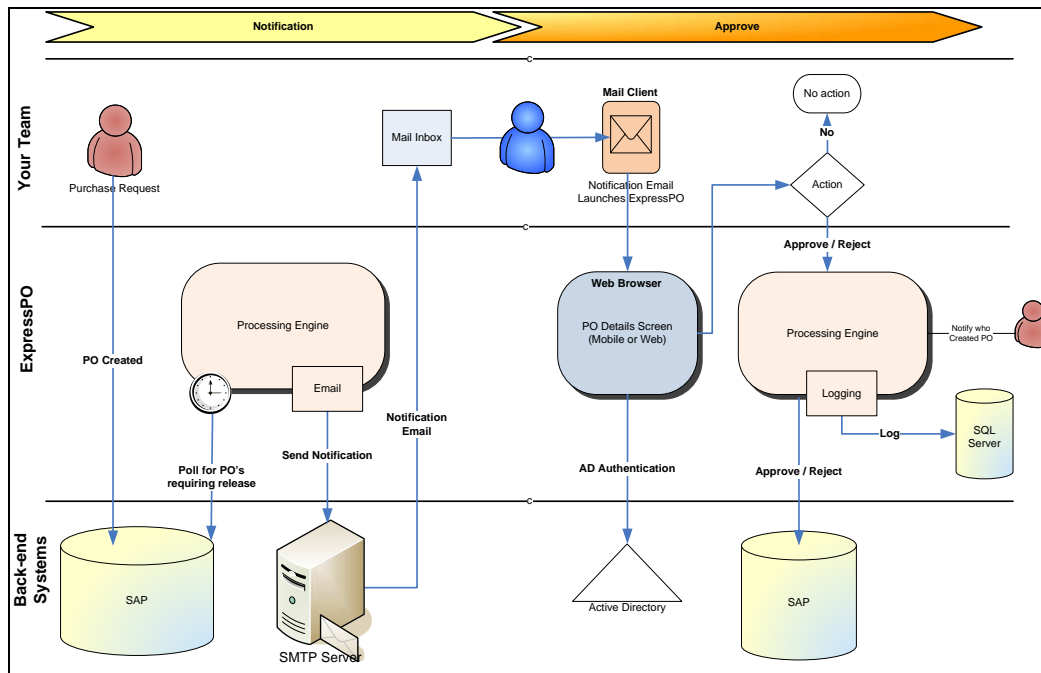 Notification
Approve
Your Team
Purchase Request
Mail Inbox
Mail Client
Notification Email
Launches ExpressPO
No action
No
Action
Approve / Reject
ExpressPO
PO Created
Processing Engine
Email
Poll for PO's
requiring release
Send Notification
Notification
Email
Web Browser
PO Details Screen
(Mobile or Web)
AD Authentication
Processing Engine
Logging
Notify who
Created PO
Log
SQL
Server
Approve / Reject
Back-end
Systems
SAP
SMTP Server
Active Directory
SAP
C
C
C